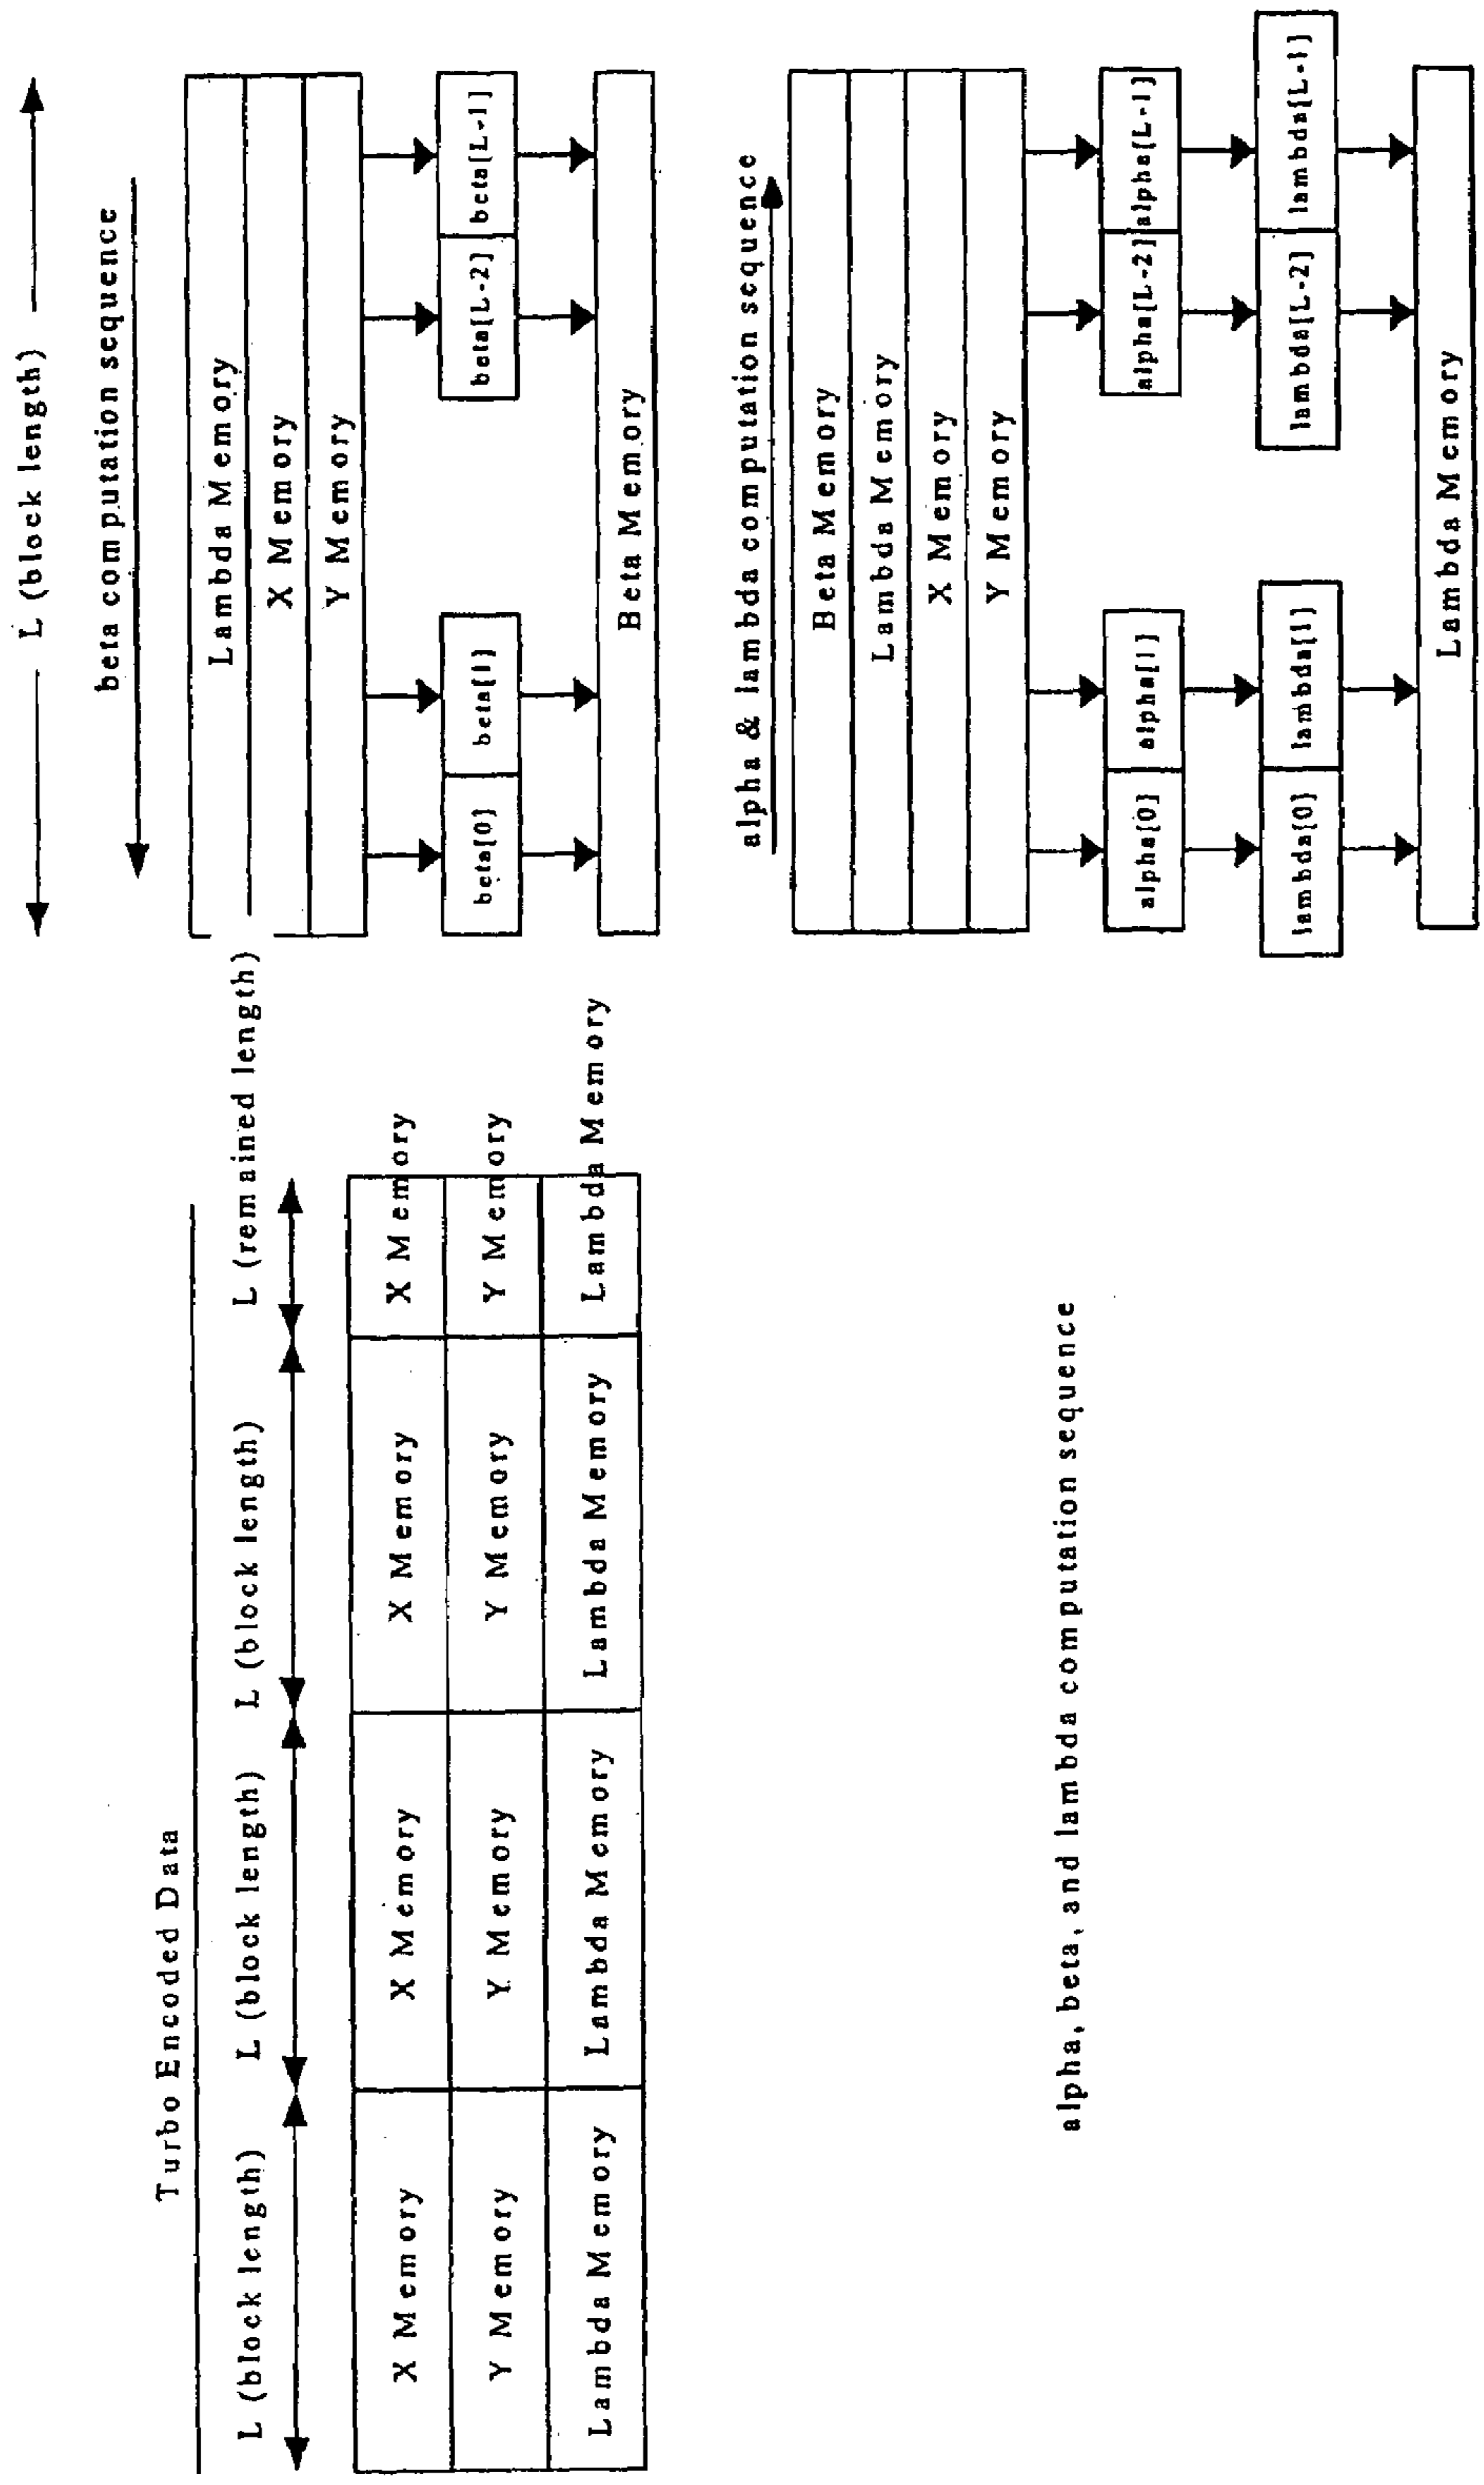 Turbo Encoded Data
L (block length) L (block length) L (block length) L (remained length)
X Memory X Memory X Memory X Memory
Y Memory Y Memory Y Memory Y Memory
Lambda Memory Lambda Memory Lambda Memory Lambda Memory
alpha, beta, and lambda computation sequence
L (block length)
beta computation sequence
Lambda Memory
X Memory
Y Memory
beta[0] beta[1] beta[L-2] beta[L-1]
Beta Memory
alpha & lambda computation sequence
Beta Memory
Lambda Memory
X Memory
Y Memory
alpha[0] alpha[1] alpha[L-2] alpha[L-1]
lambda[0] lambda[1] lambda[L-2] lambda[L-1]
Lambda Memory